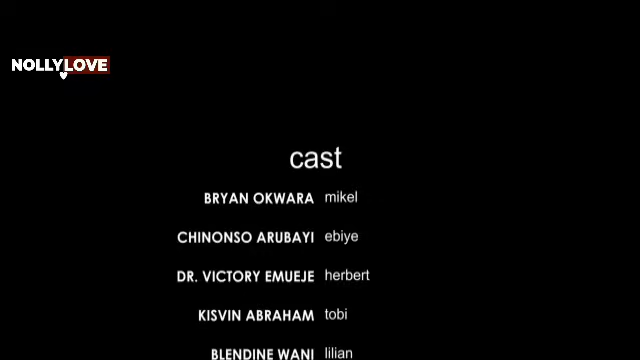 NOLLYLOVE
cast
BRYAN OKWARA mikel
CHINONSO ARUBAYI ebiye
DR. VICTORY EMUEJE herbert
KISVIN ABRAHAM tobi
BLENDINE WANI lilian